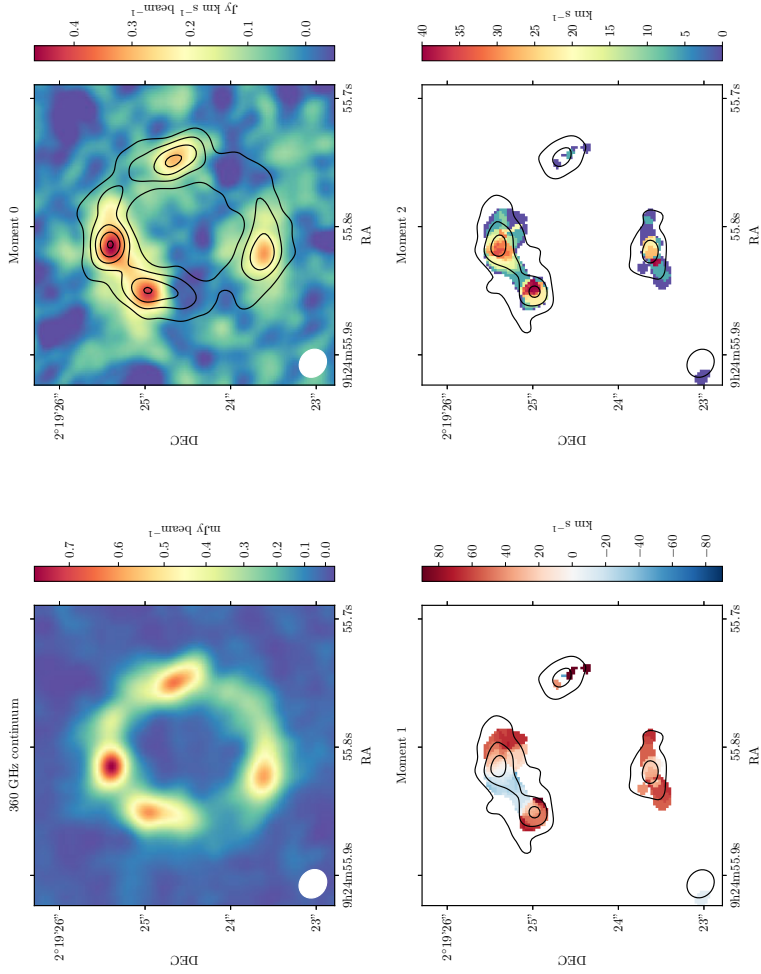 360 GHz continuum
2°19'26"
25"
24"
23"
DEC
9h24m55.9s
55.8s
55.7s
RA
0.0
0.1
0.2
0.3
0.4
0.5
0.6
0.7
mJy beam⁻¹
Moment 0
2°19'26"
25"
24"
23"
DEC
9h24m55.9s
55.8s
55.7s
RA
0.0
0.1
0.2
0.3
0.4
Jy km s⁻¹ beam⁻¹
Moment 1
2°19'26"
25"
24"
23"
DEC
9h24m55.9s
55.8s
55.7s
RA
−80
−60
−40
−20
0
20
40
60
80
km s⁻¹
Moment 2
2°19'26"
25"
24"
23"
DEC
9h24m55.9s
55.8s
55.7s
RA
0
5
10
15
20
25
30
35
40
km s⁻¹